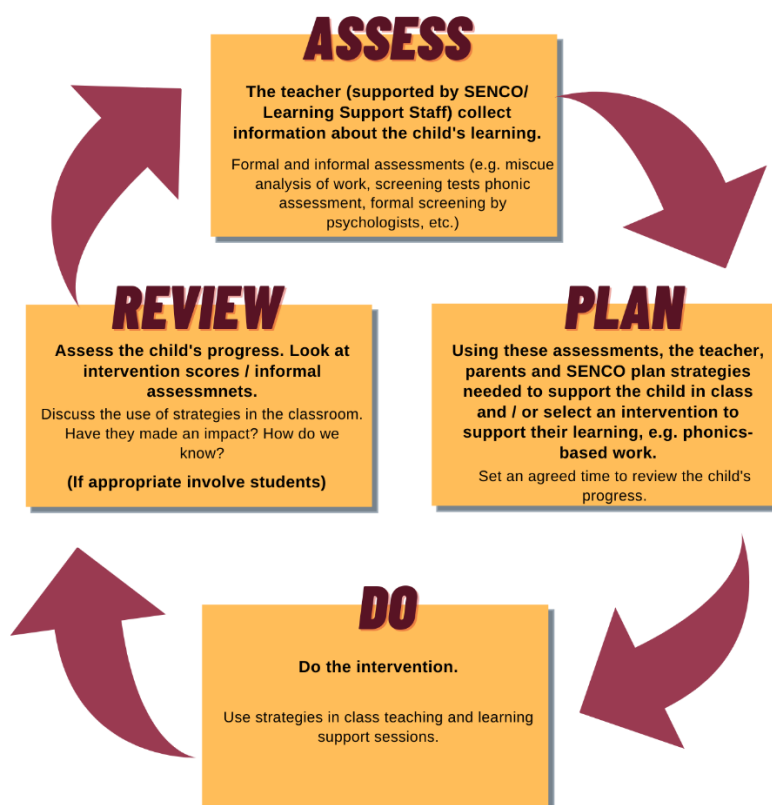 ASSESS
The teacher (supported by SENCO/
Learning Support Staff) collect
information about the child's learning.
Formal and informal assessments (e.g. miscue
analysis of work, screening tests phonic
assessment, formal screening by
psychologists, etc.)
PLAN
Using these assessments, the teacher,
parents and SENCO plan strategies
needed to support the child in class
and / or select an intervention to
support their learning, e.g. phonics-
based work.
Set an agreed time to review the child's
progress.
DO
Do the intervention.
Use strategies in class teaching and learning
support sessions.
REVIEW
Assess the child's progress. Look at
intervention scores / informal
assessmnets.
Discuss the use of strategies in the classroom.
Have they made an impact? How do we
know?
(If appropriate involve students)